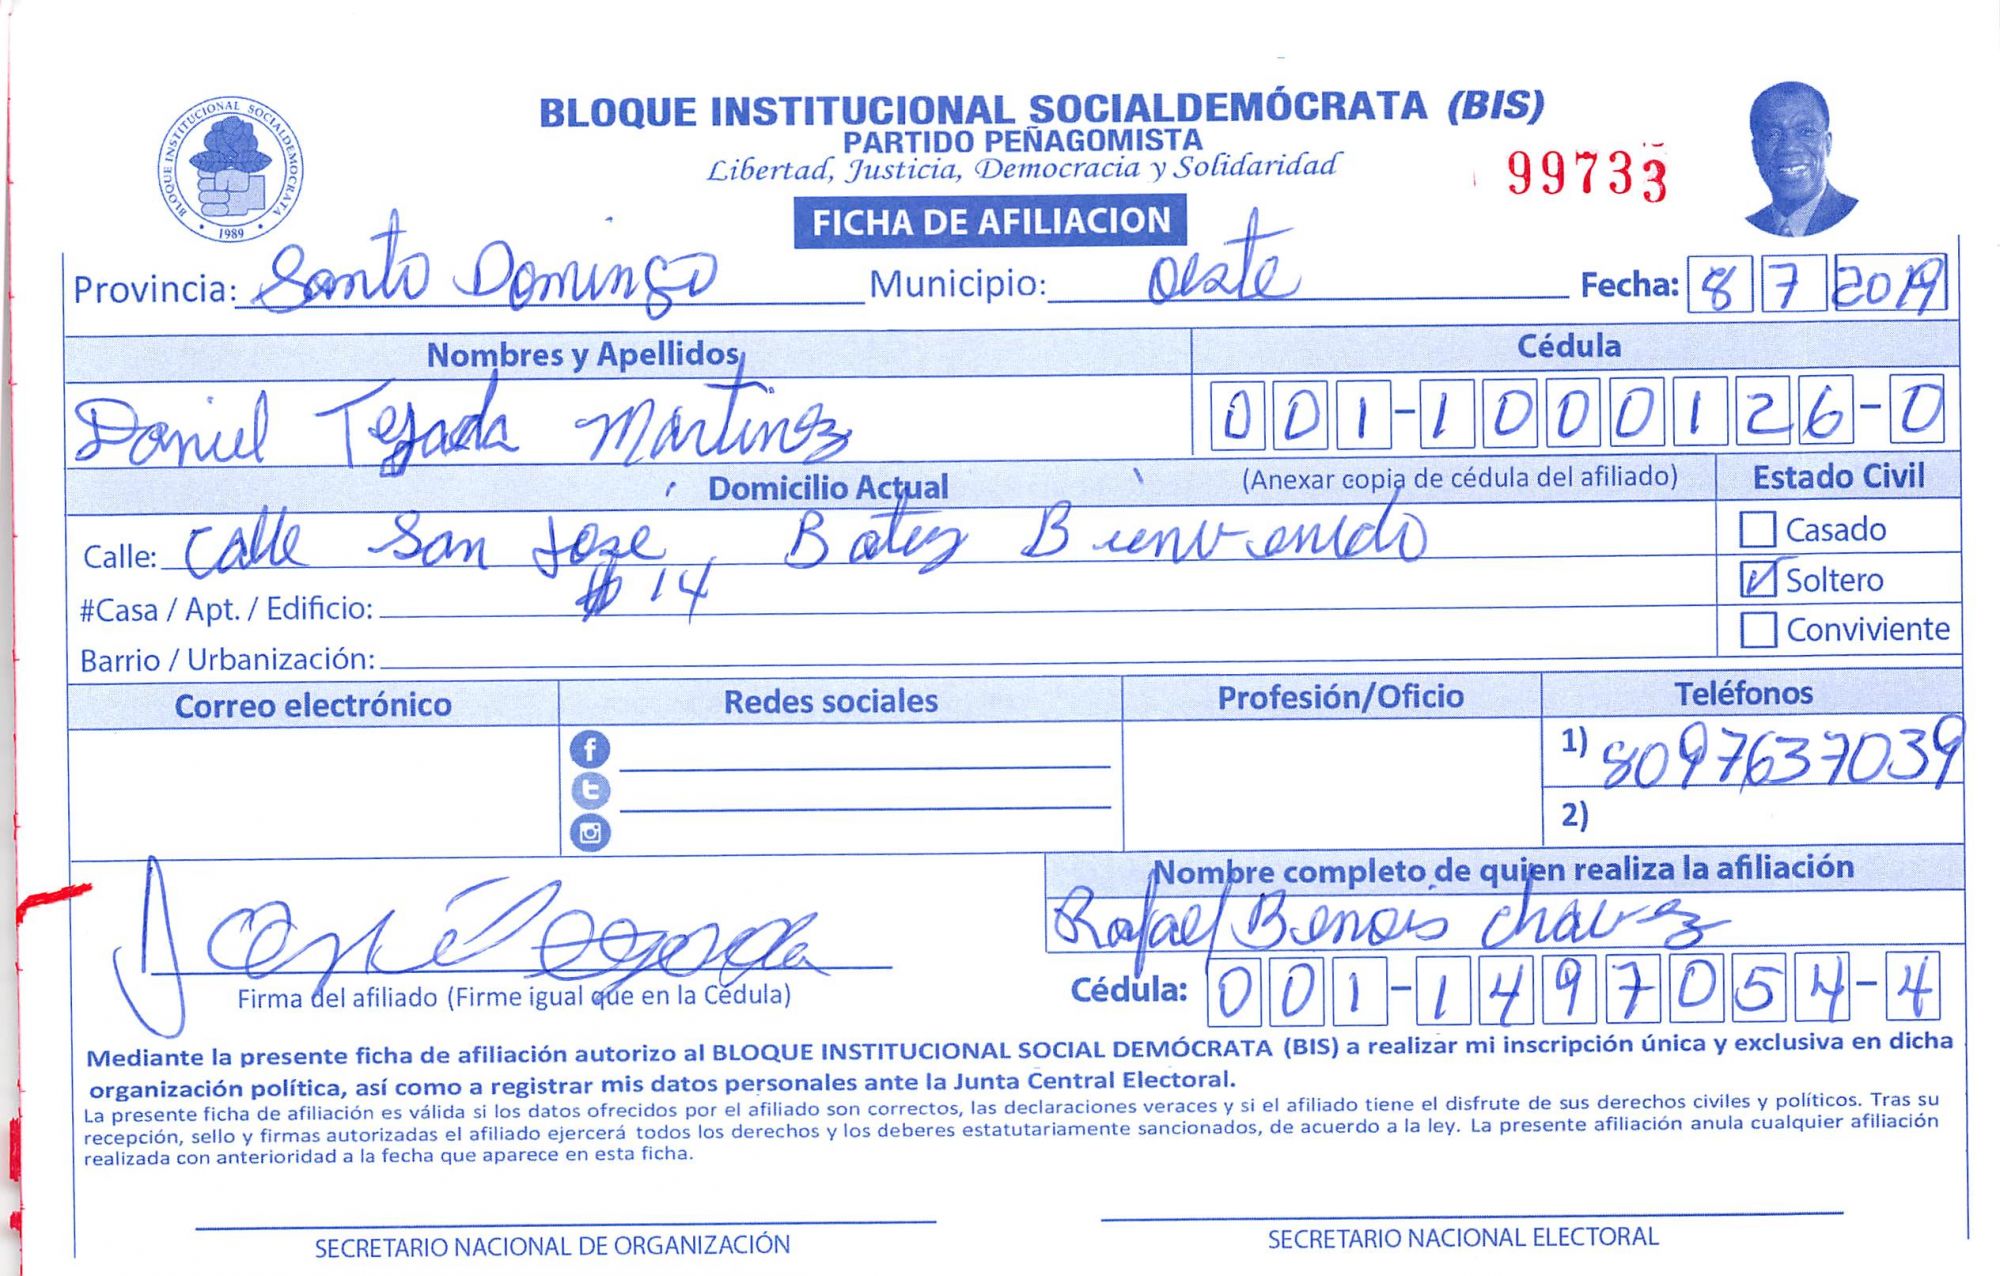 BLOQUE INSTITUCIONAL SOCIALDEMÓCRATA (BIS)
PARTIDO PEÑAGOMISTA
Libertad, Justicia, Democracia y Solidaridad
99733
BLOQUE INSTITUCIONAL SOCIALDEMOCRATA
1989
FICHA DE AFILIACION
Provincia: Santo Domingo Municipio: Oeste Fecha: 8 7 2019
Nombres y Apellidos Cédula
Daniel Tejada Martinez 001-1000126-0
Domicilio Actual (Anexar copia de cédula del afiliado) Estado Civil
Calle: Calle San Jose, Batey Bienvenido Casado
#Casa / Apt. / Edificio: # 14 Soltero
Barrio / Urbanización: Conviviente
Correo electrónico Redes sociales Profesión/Oficio Teléfonos
1) 8097637039
2)
Nombre completo de quien realiza la afiliación
Rafael chavez
Firma del afiliado (Firme igual que en la Cédula) Cédula: 001-1497054-4
Mediante la presente ficha de afiliación autorizo al BLOQUE INSTITUCIONAL SOCIAL DEMÓCRATA (BIS) a realizar mi inscripción única y exclusiva en dicha
organización política, así como a registrar mis datos personales ante la Junta Central Electoral.
La presente ficha de afiliación es válida si los datos ofrecidos por el afiliado son correctos, las declaraciones veraces y si el afiliado tiene el disfrute de sus derechos civiles y políticos. Tras su
recepción, sello y firmas autorizadas el afiliado ejercerá todos los derechos y los deberes estatutariamente sancionados, de acuerdo a la ley. La presente afiliación anula cualquier afiliación
realizada con anterioridad a la fecha que aparece en esta ficha.
SECRETARIO NACIONAL DE ORGANIZACIÓN SECRETARIO NACIONAL ELECTORAL